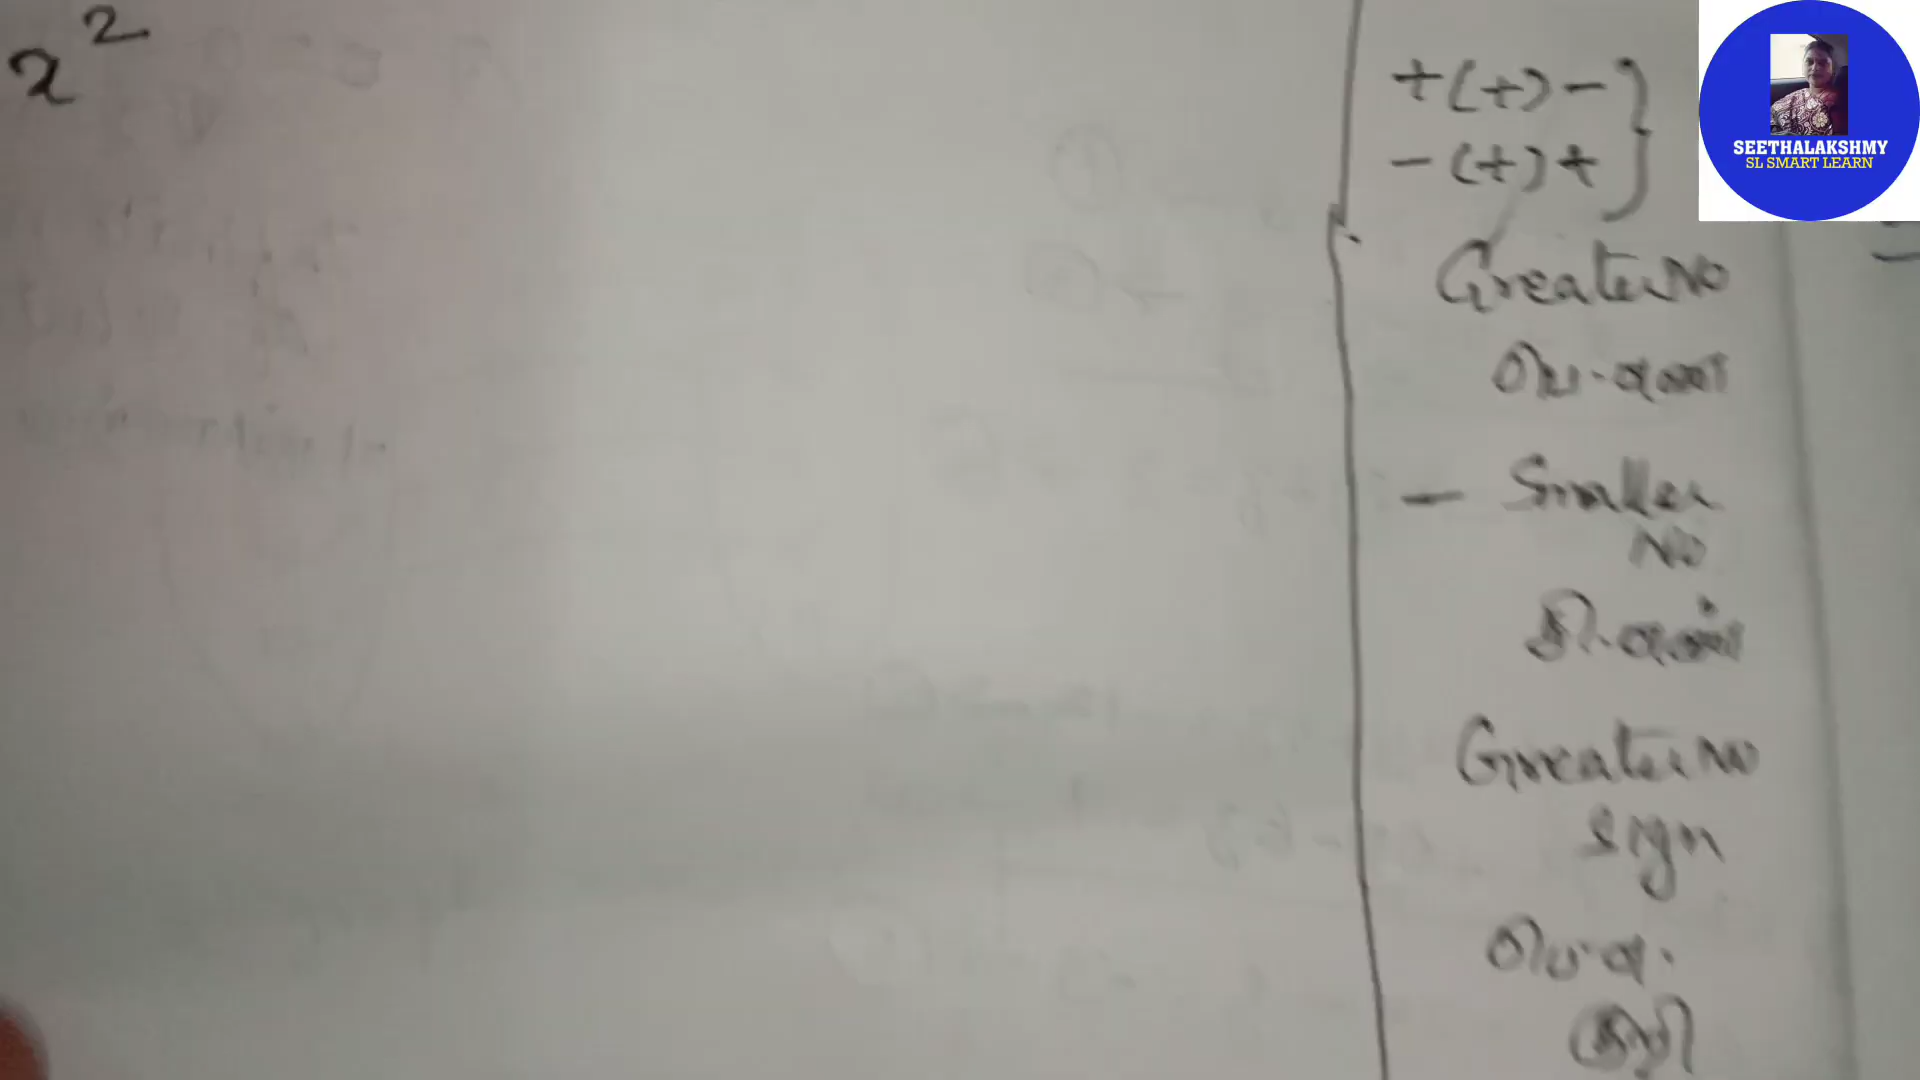 x²
+(+)-
-(+)+
Greater No
பெ.எண்
- Smaller
No
சி.எண்
Greater No
sign
பெ.எ.
குறி
SEETHALAKSHMY
SL SMART LEARN